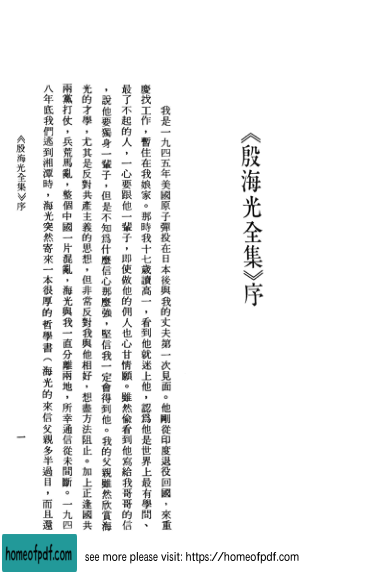 《殷海光全集》序
我是一九四五年美國原子彈投在日本後與我的丈夫第一次見面。他剛從印度退役回國，來重
慶找工作，暫住在我娘家。那時我十七歲讀高一，看到他就迷上他，認爲他是世界上最有學問、
最了不起的人，一心要跟他一輩子，即使做他的佣人也心甘情願。雖然偷看到他寫給我哥哥的信
，說他要獨身一輩子，但是不知爲什麼信心那麼強，堅信我一定會得到他。我的父親雖然欣賞海
光的才學，尤其是反對共產主義的思想，但非常反對我與他相好，想盡方法阻止。加上正逢國共
兩黨打仗，兵荒馬亂，整個中國一片混亂，海光與我一直分離兩地，所幸通信從未間斷。一九四
八年底我們逃到湘潭時，海光突然寄來一本很厚的哲學書（海光的來信父親多半過目，而且還
《殷海光全集》序
一
homeofpdf.com
see more please visit: https://homeofpdf.com